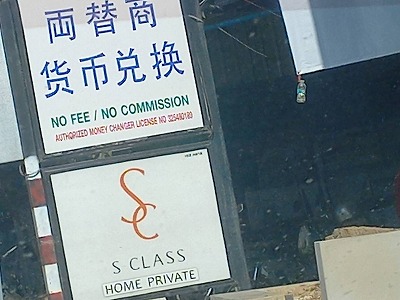 両替商
货币兑换
NO FEE / NO COMMISSION
AUTHORIZED MONEY CHANGER LICENSE NO 325480180
SC
S CLASS
HOME PRIVATE